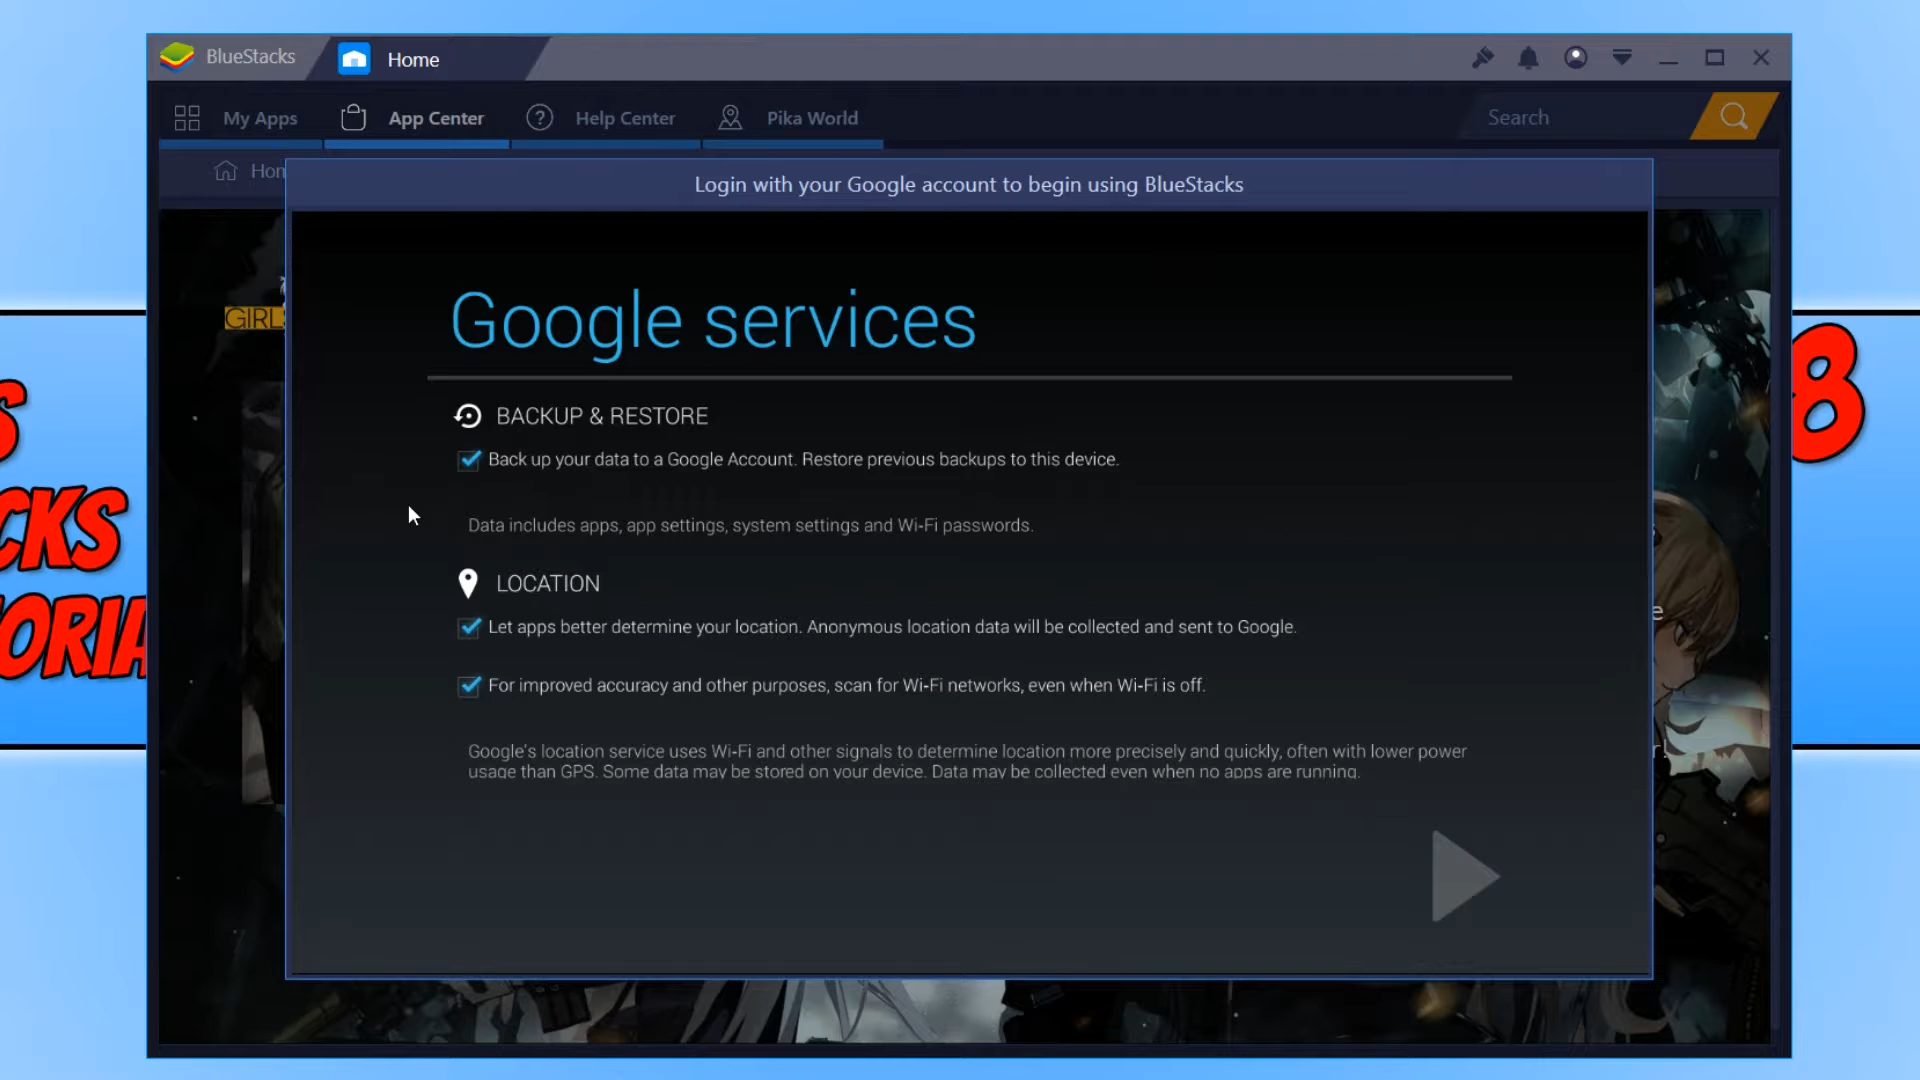 BlueStacks
Home
My Apps
App Center
Help Center
Pika World
Search
Login with your Google account to begin using BlueStacks
Google services
BACKUP & RESTORE
Back up your data to a Google Account. Restore previous backups to this device.
Data includes apps, app settings, system settings and Wi-Fi passwords.
LOCATION
Let apps better determine your location. Anonymous location data will be collected and sent to Google.
For improved accuracy and other purposes, scan for Wi-Fi networks, even when Wi-Fi is off.
Google's location service uses Wi-Fi and other signals to determine location more precisely and quickly, often with lower power
usage than GPS. Some data may be stored on your device. Data may be collected even when no apps are running.
Hom
GIRLS
S
CKS
ORIA
8
e
r!